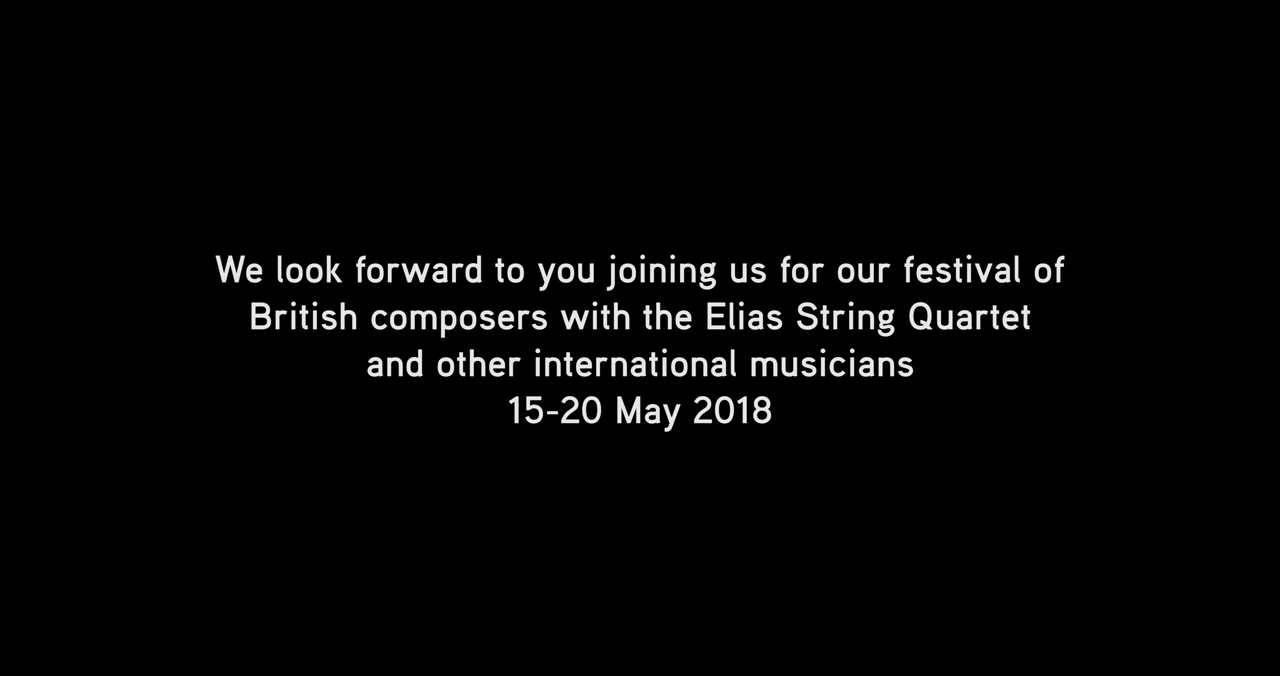 We look forward to you joining us for our festival of
British composers with the Elias String Quartet
and other international musicians
15-20 May 2018